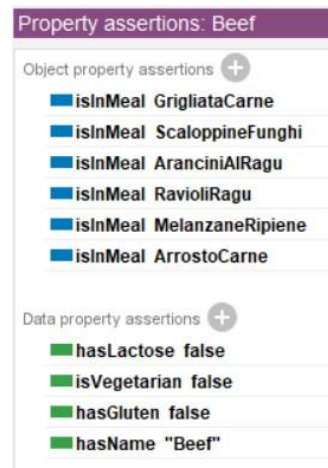 Property assertions: Beef
Object property assertions
isInMeal GrigliataCarne
isInMeal ScaloppineFunghi
isInMeal AranciniAlRagu
isInMeal RavioliRagu
isInMeal MelanzaneRipiene
isInMeal ArrostoCarne
Data property assertions
hasLactose false
isVegetarian false
hasGluten false
hasName "Beef"